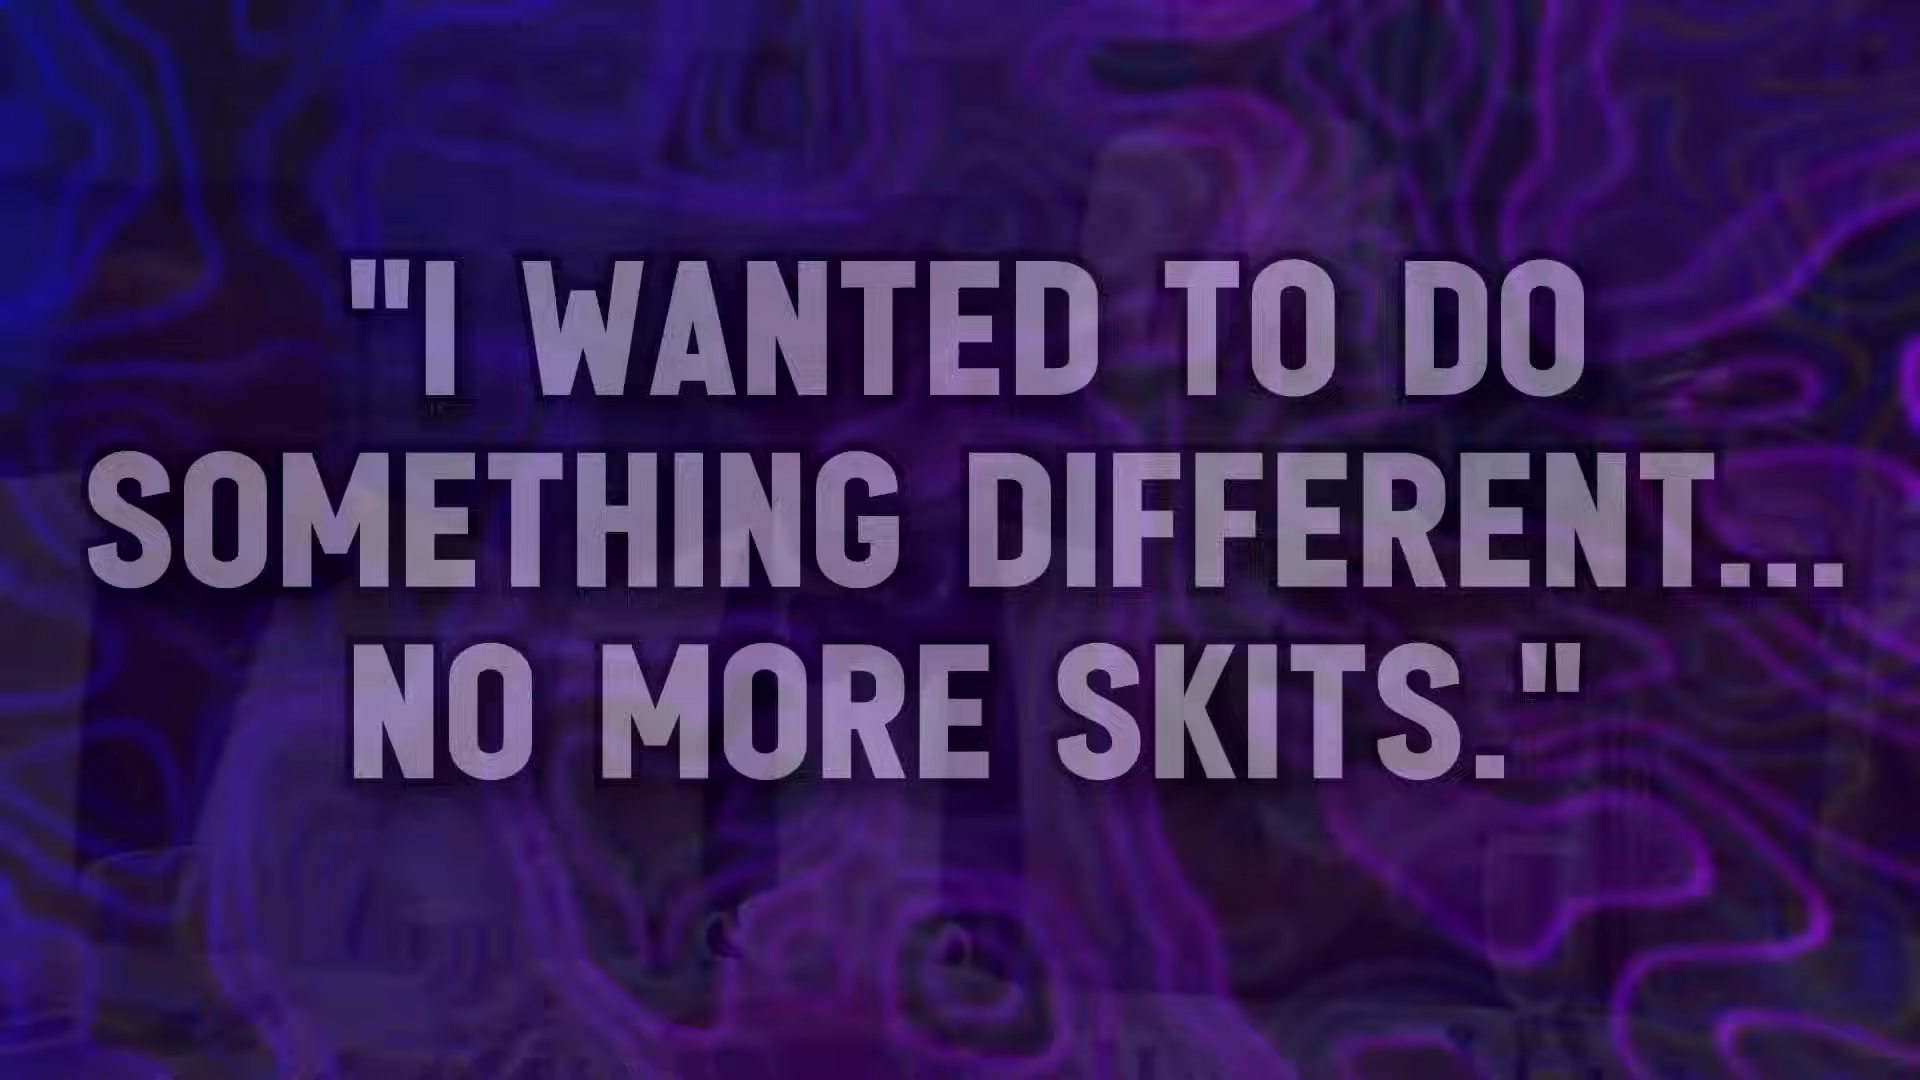 "I WANTED TO DO
SOMETHING DIFFERENT...
NO MORE SKITS."